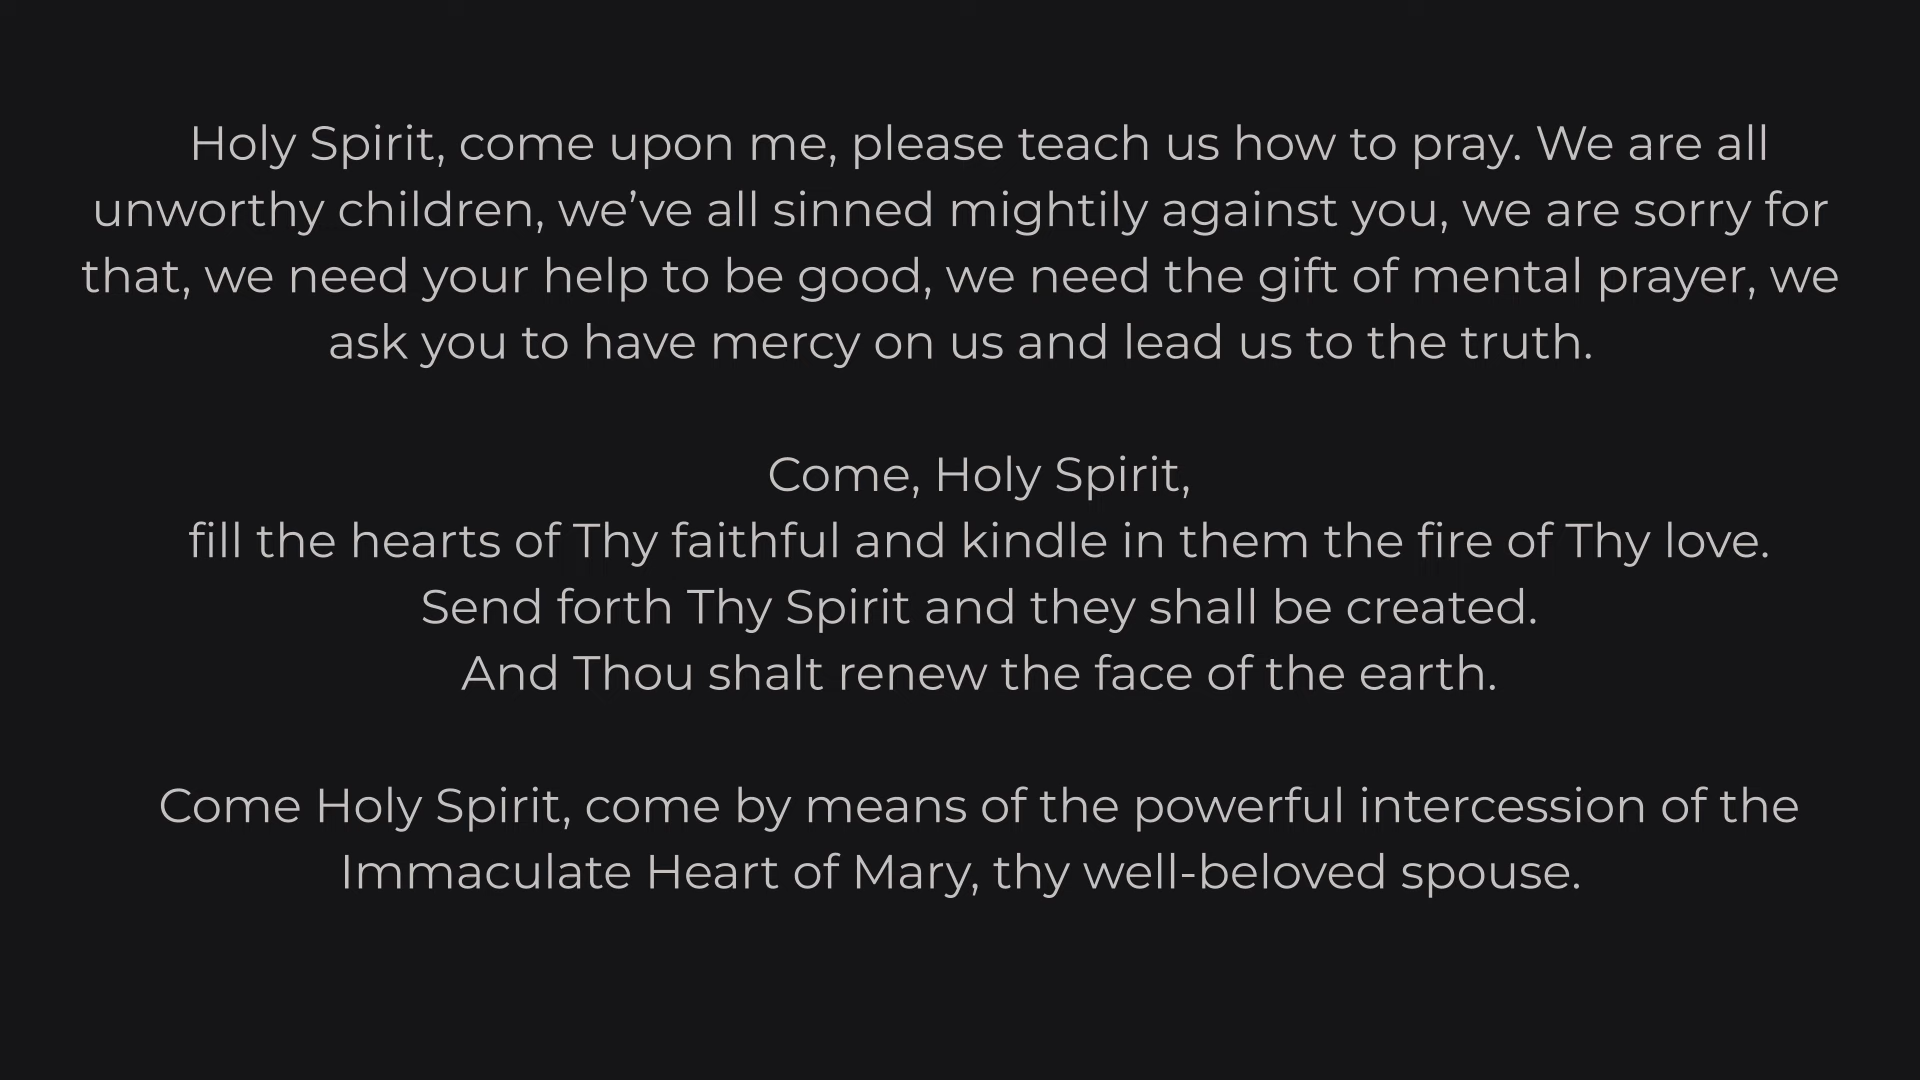 Holy Spirit, come upon me, please teach us how to pray. We are all
unworthy children, we’ve all sinned mightily against you, we are sorry for
that, we need your help to be good, we need the gift of mental prayer, we
ask you to have mercy on us and lead us to the truth.
Come, Holy Spirit,
fill the hearts of Thy faithful and kindle in them the fire of Thy love.
Send forth Thy Spirit and they shall be created.
And Thou shalt renew the face of the earth.
Come Holy Spirit, come by means of the powerful intercession of the
Immaculate Heart of Mary, thy well-beloved spouse.